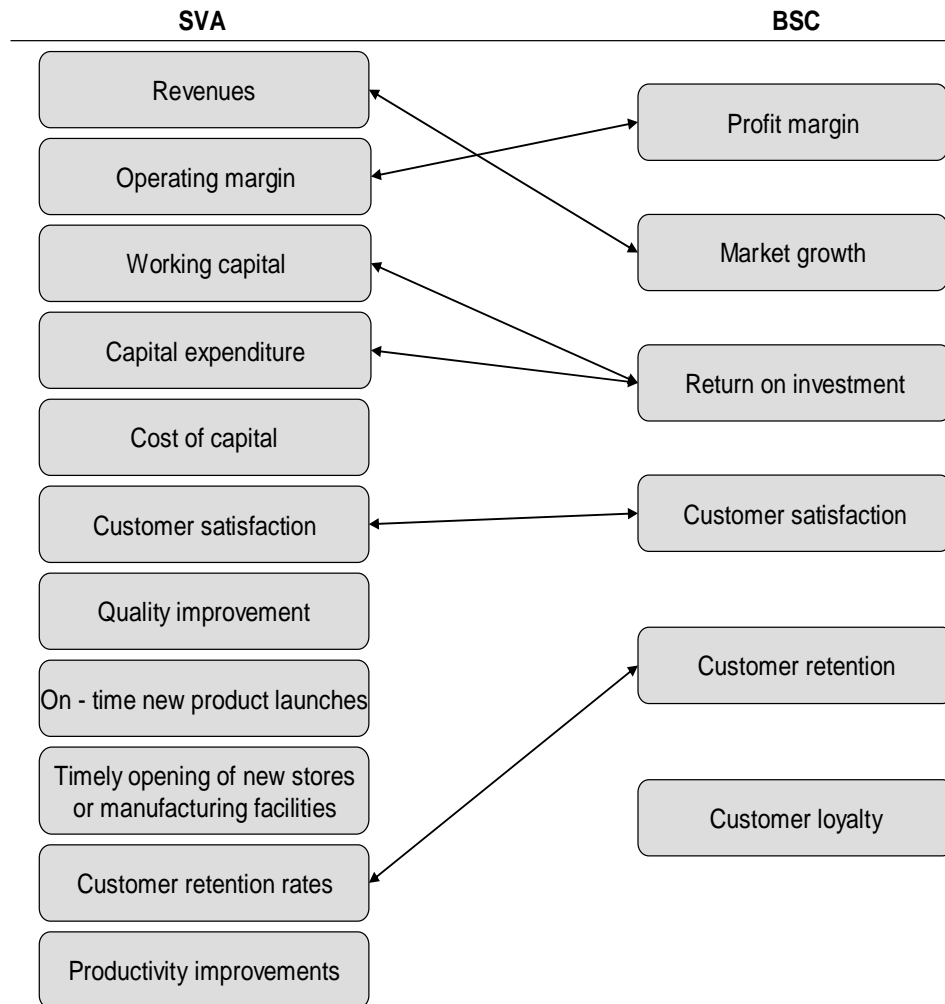 SVA
BSC
Revenues
Operating margin
Working capital
Capital expenditure
Cost of capital
Customer satisfaction
Quality improvement
On - time new product launches
Timely opening of new stores
or manufacturing facilities
Customer retention rates
Productivity improvements
Profit margin
Market growth
Return on investment
Customer satisfaction
Customer retention
Customer loyalty